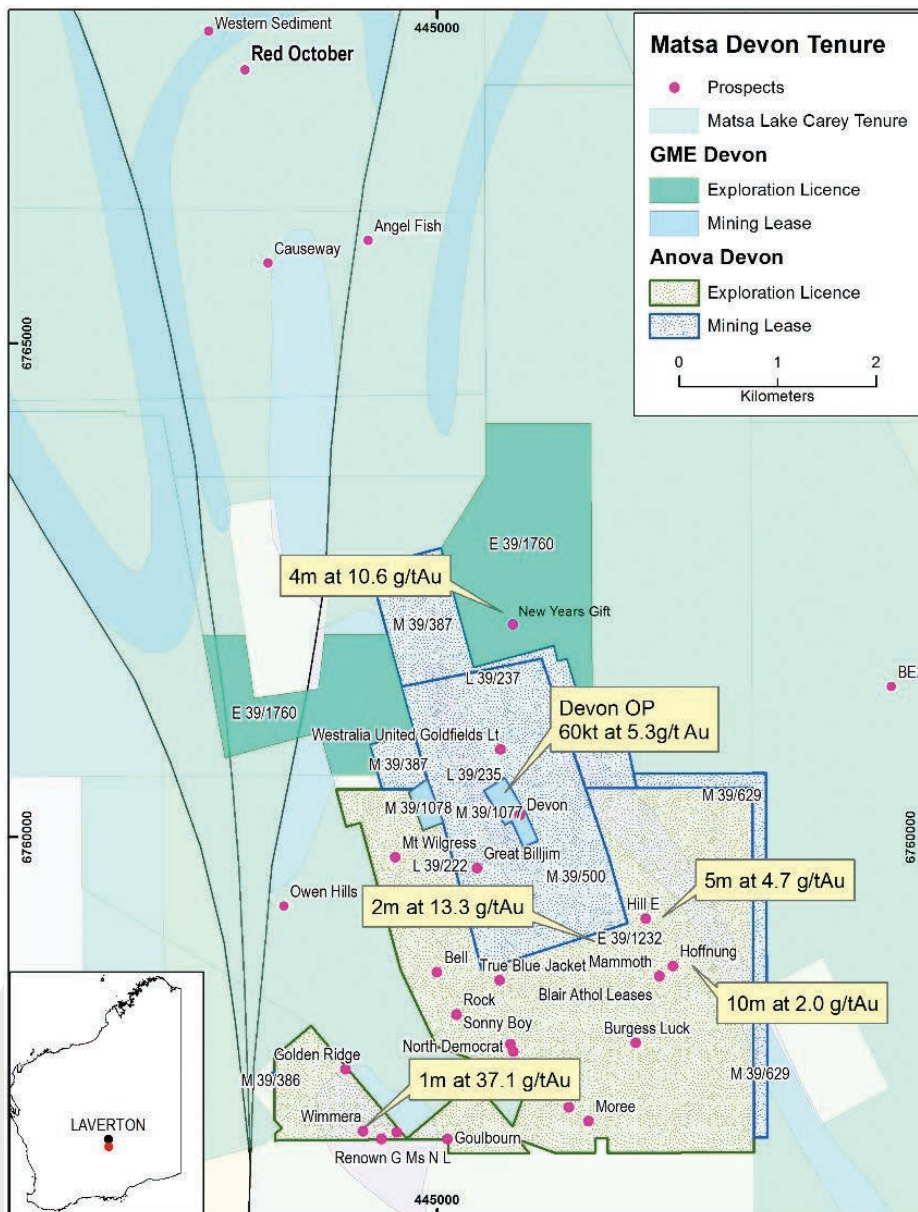 Western Sediment
Red October
445000
Matsa Devon Tenure
Prospects
Matsa Lake Carey Tenure
GME Devon
Exploration Licence
Mining Lease
Anova Devon
Exploration Licence
Mining Lease
0
2
Kilometers
Angel Fish
Causeway
6765000
6765000
E 39/1760
4m at 10.6 g/tAu
New Years Gift
M 39/387
L 39/237
BE
E 39/1760
Devon OP
60kt at 5.3g/t Au
Westralia United Goldfields Lt
M 39/387
L 39/235
M 39/629
M 39/1078
M 39/1077
Devon
6760000
6760000
Mt Wilgress
L 39/222
Great Billjim
M 39/500
5m at 4.7 g/tAu
Owen Hills
2m at 13.3 g/tAu
Hill E
E 39/1232
Hoffnung
Bell
True Blue Jacket
Mammoth
Blair Athol Leases
10m at 2.0 g/tAu
Rock
Sonny Boy
Burgess Luck
North Democrat
Golden Ridge
M 39/386
1m at 37.1 g/tAu
M 39/629
Wimmera
Moree
Goulbourn
Renown G Ms N L
LAVERTON
445000